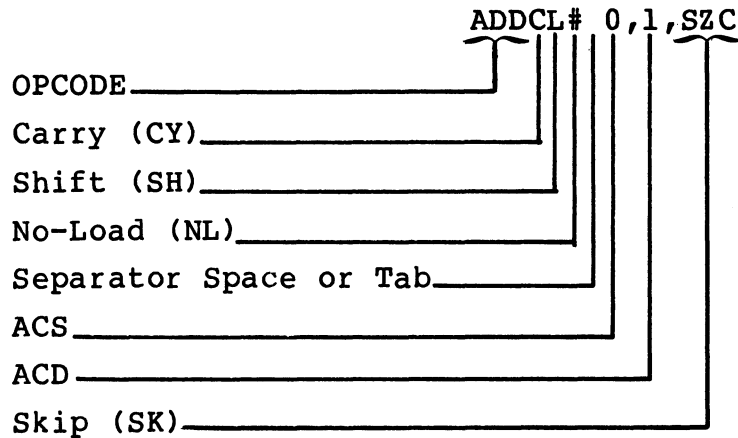 ADDCL# 0,1,SZC
OPCODE
Carry (CY)
Shift (SH)
No-Load (NL)
Separator Space or Tab
ACS
ACD
Skip (SK)